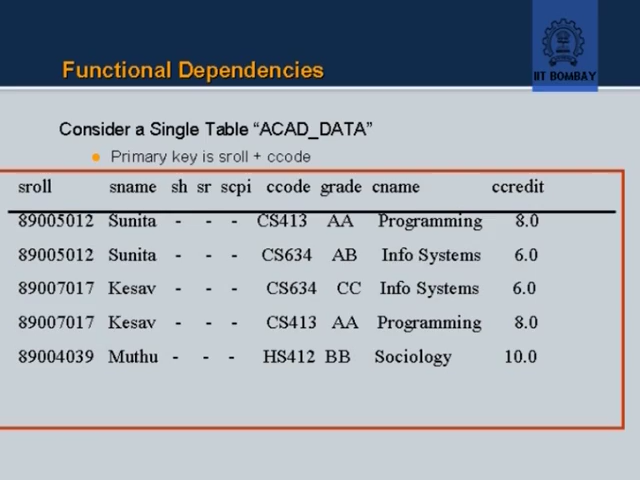 Functional Dependencies
IIT BOMBAY
Consider a Single Table “ACAD_DATA”
Primary key is sroll + ccode
sroll sname sh sr scpi ccode grade cname ccredit
89005012 Sunita - - - CS413 AA Programming 8.0
89005012 Sunita - - - CS634 AB Info Systems 6.0
89007017 Kesav - - - CS634 CC Info Systems 6.0
89007017 Kesav - - - CS413 AA Programming 8.0
89004039 Muthu - - - HS412 BB Sociology 10.0